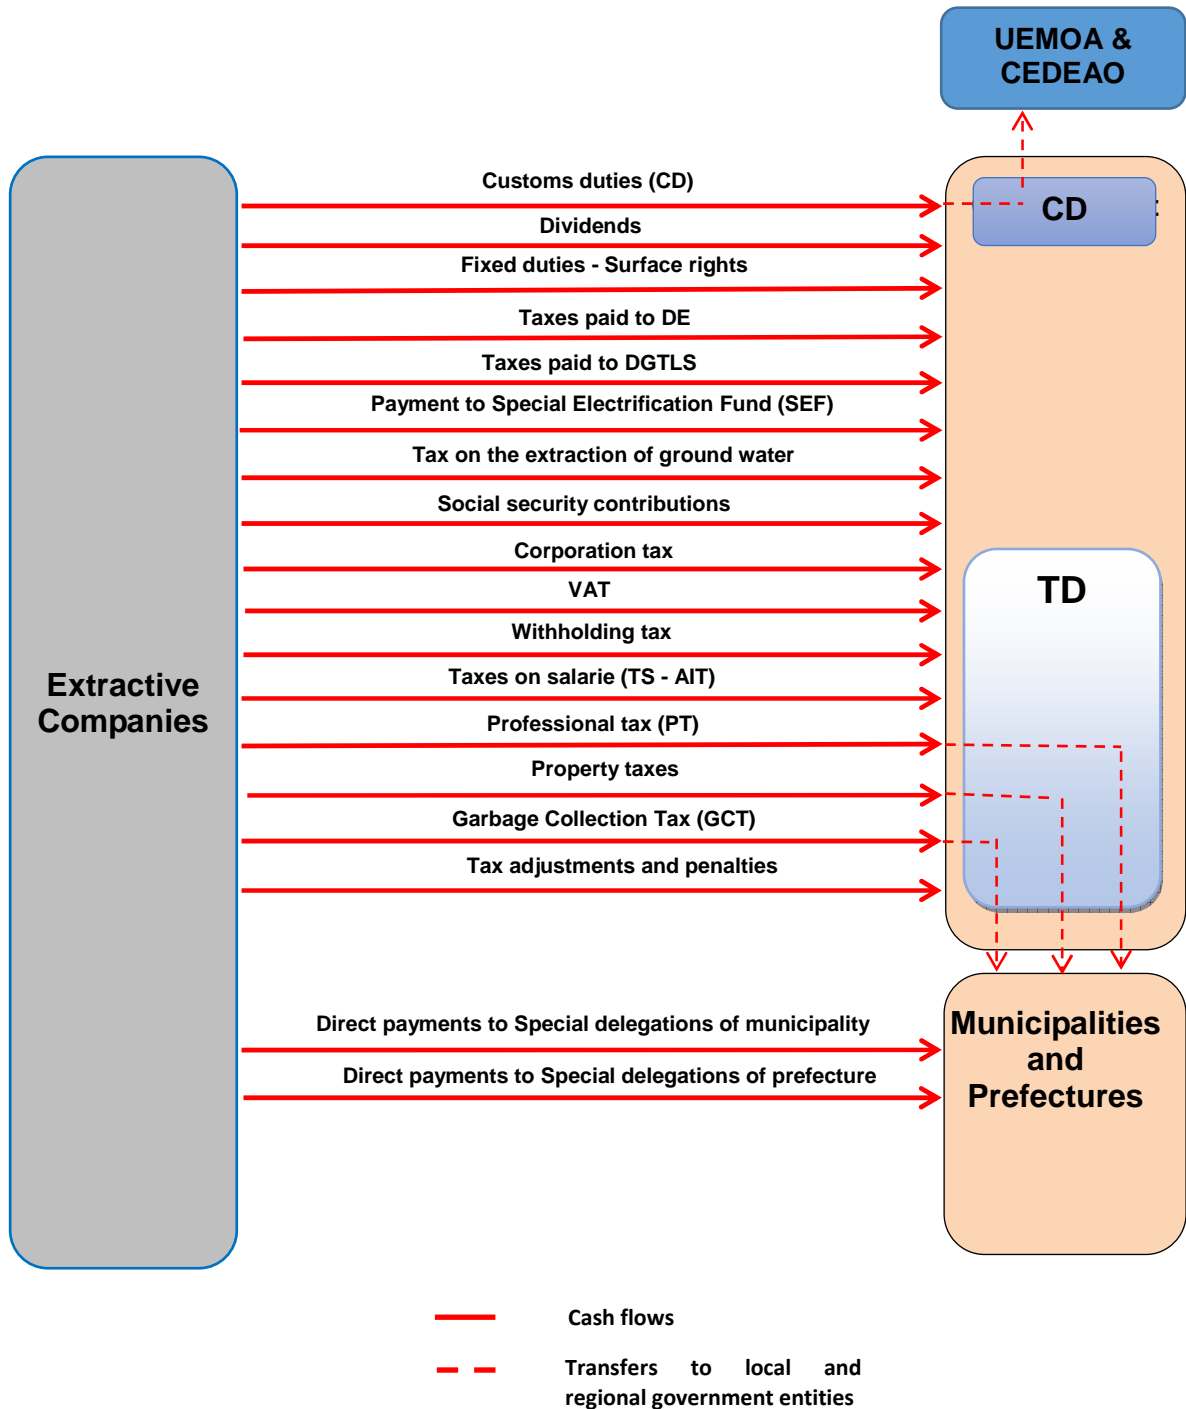 UEMOA &
CEDEAO
Customs duties (CD)
CD
Dividends
Fixed duties - Surface rights
Taxes paid to DE
Taxes paid to DGTLS
Payment to Special Electrification Fund (SEF)
Tax on the extraction of ground water
Social security contributions
Corporation tax
VAT
TD
Withholding tax
Extractive
Companies
Taxes on salarie (TS - AIT)
Professional tax (PT)
Property taxes
Garbage Collection Tax (GCT)
Tax adjustments and penalties
Direct payments to Special delegations of municipality
Direct payments to Special delegations of prefecture
Municipalities
and
Prefectures
Cash flows
Transfers to local and
regional government entities